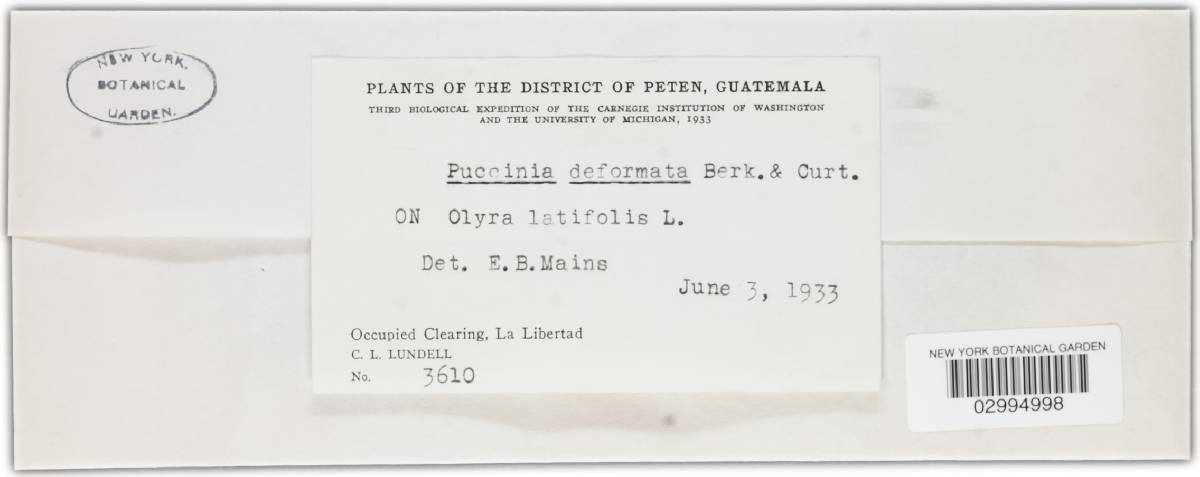 NEW YORK.
BOTANICAL
GARDEN.
PLANTS OF THE DISTRICT OF PETEN, GUATEMALA
THIRD BIOLOGICAL EXPEDITION OF THE CARNEGIE INSTITUTION OF WASHINGTON
AND THE UNIVERSITY OF MICHIGAN, 1933
Puccinia deformata Berk. & Curt.
ON Olyra latifolis L.
Det. E.B.Mains
June 3, 1933
Occupied Clearing, La Libertad
C. L. LUNDELL
No. 3610
NEW YORK BOTANICAL GARDEN
02994998